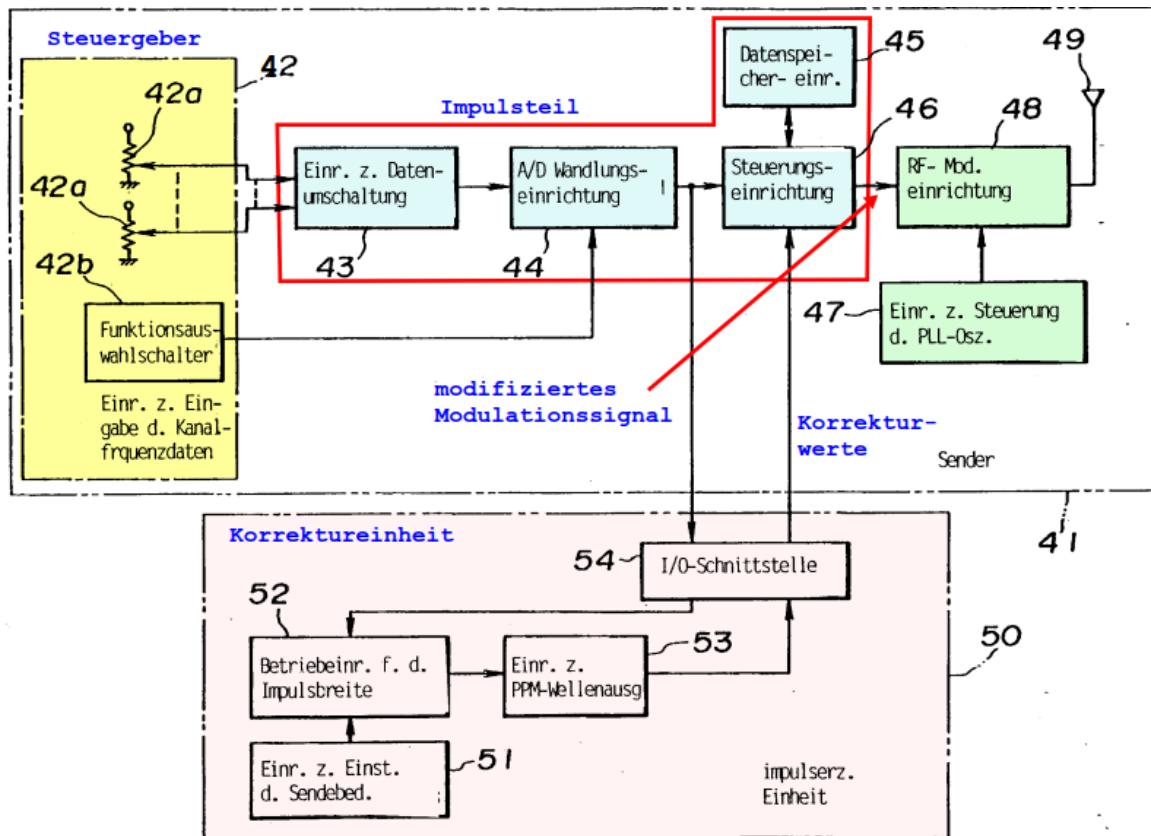 Steuergeber
42
42a
42a
42b
Funktionsaus-
wahlschalter
Einr. z. Ein-
gabe d. Kanal-
frquenzdaten
Impulsteil
Einr. z. Daten-
umschaltung
43
A/D Wandlungs-
einrichtung
44
Datenspei-
cher- einr.
45
Steuerungs-
einrichtung
46
RF- Mod.
einrichtung
48
49
47
Einr. z. Steuerung
d. PLL-Osz.
modifiziertes
Modulationssignal
Korrektur-
werte
Sender
41
Korrektureinheit
54
I/O-Schnittstelle
52
Betriebeinr. f. d.
Impulsbreite
53
Einr. z.
PPM-Wellenausg
50
51
Einr. z. Einst.
d. Sendebed.
impulserz.
Einheit